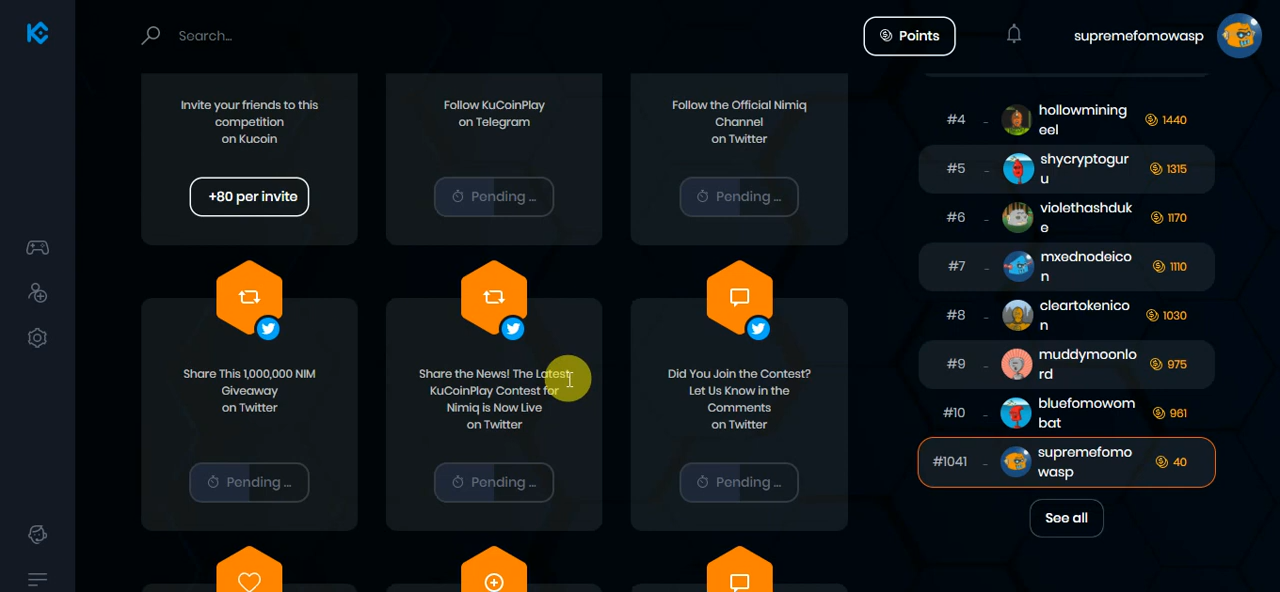 Search...
Points
supremefomowasp
Invite your friends to this
competition
on Kucoin
+80 per invite
Follow KuCoinPlay
on Telegram
Pending ...
Follow the Official Nimiq
Channel
on Twitter
Pending ...
Share This 1,000,000 NIM
Giveaway
on Twitter
Pending ...
Share the News! The Latest
KuCoinPlay Contest for
Nimiq is Now Live
on Twitter
Pending ...
Did You Join the Contest?
Let Us Know in the
Comments
on Twitter
Pending ...
#4 - hollowmining
eel 1440
#5 - shycryptogur
u 1315
#6 - violethashduk
e 1170
#7 - mxednodeico
n 1110
#8 - cleartokenico
n 1030
#9 - muddymoonlo
rd 975
#10 - bluefomowom
bat 961
#1041 - supremefomo
wasp 40
See all